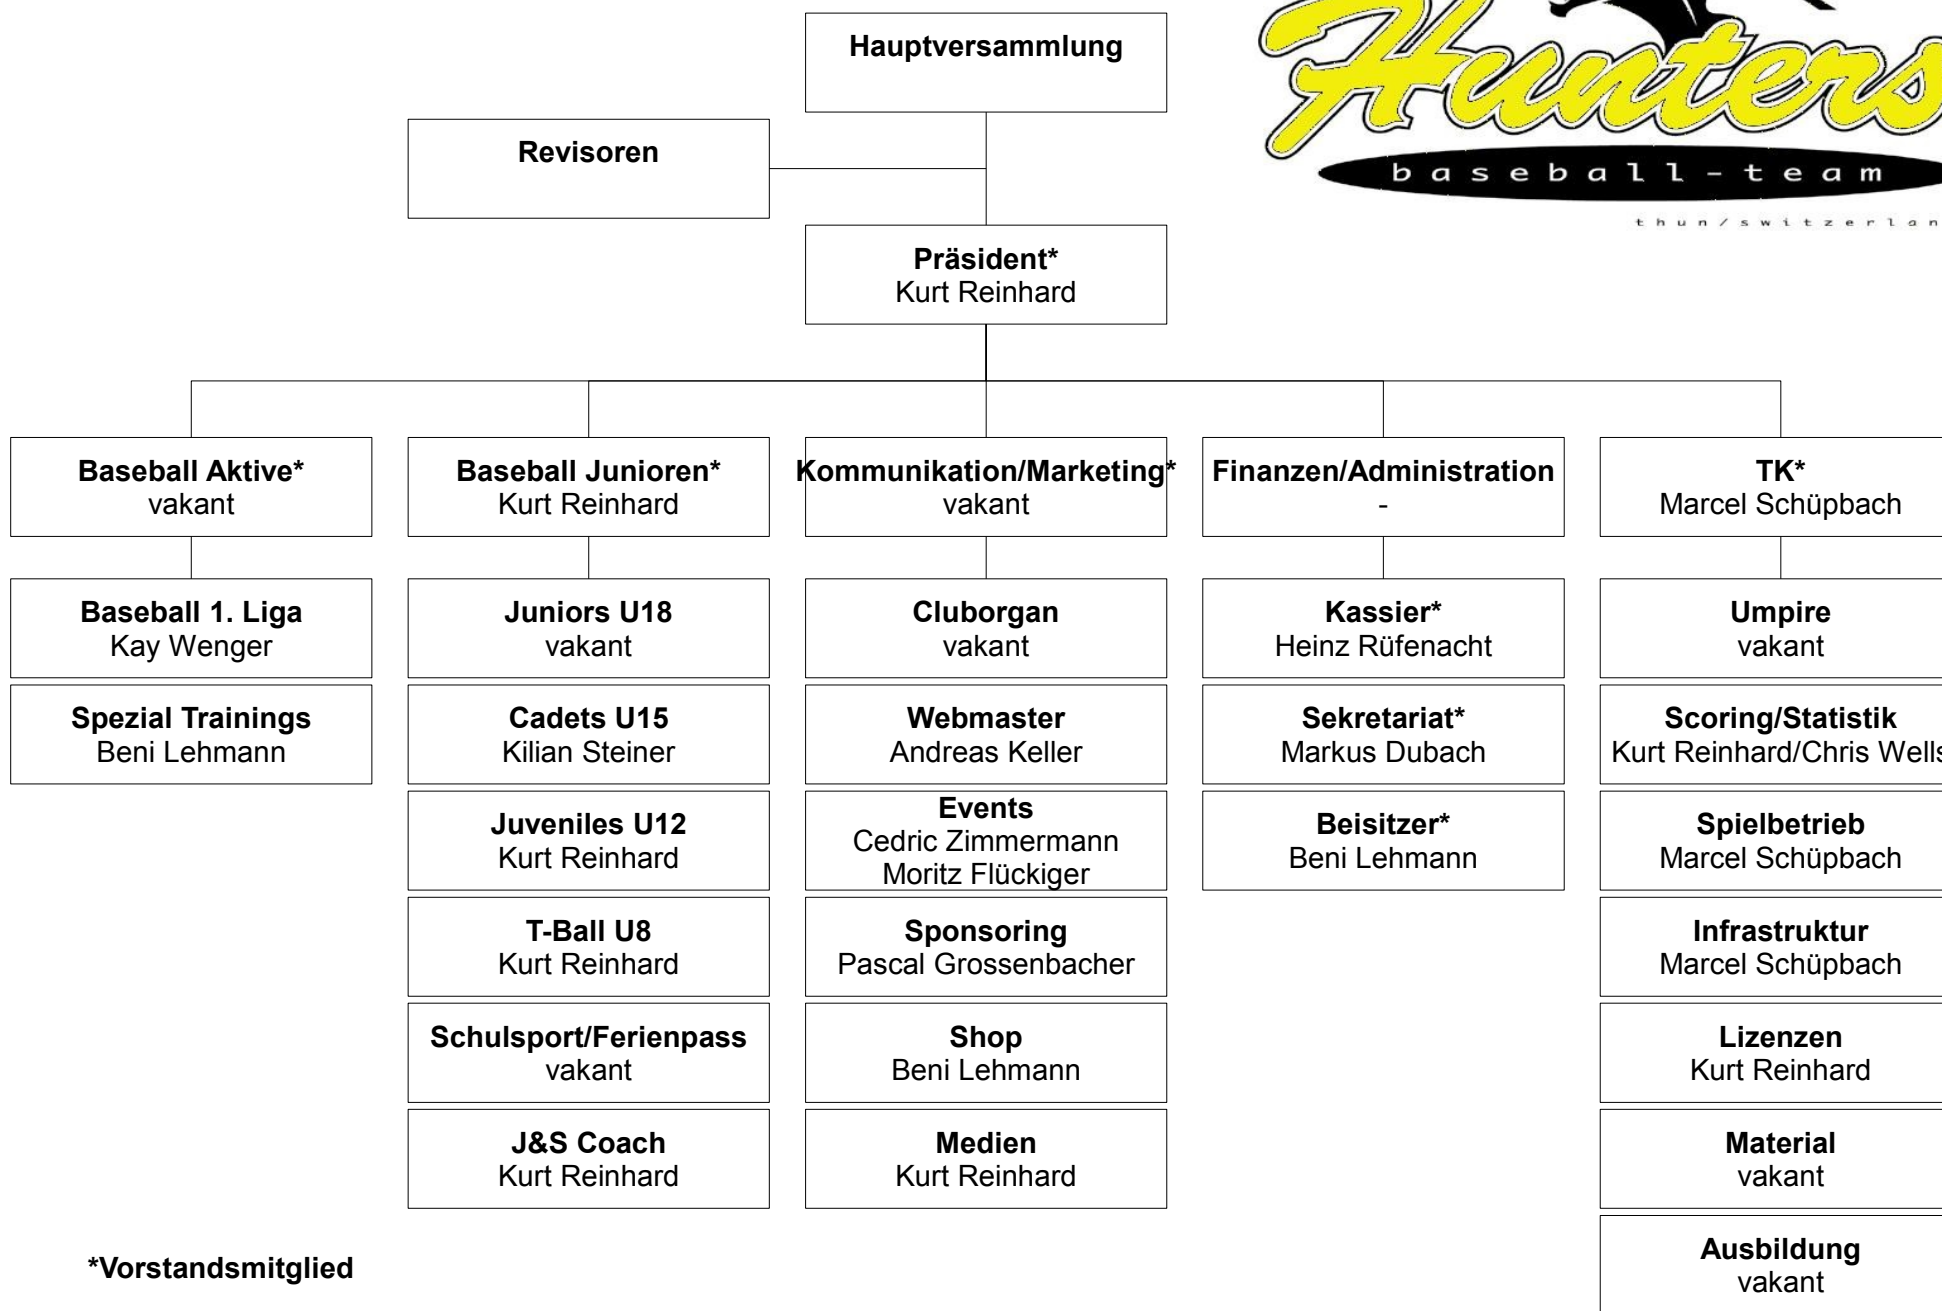 Hauptversammlung
Hunters
baseball-team
thun/switzerlan
Revisoren
Präsident*
Kurt Reinhard
Baseball Aktive*
vakant
Baseball Junioren*
Kurt Reinhard
Kommunikation/Marketing*
vakant
Finanzen/Administration
-
TK*
Marcel Schüpbach
Baseball 1. Liga
Kay Wenger
Spezial Trainings
Beni Lehmann
Juniors U18
vakant
Cadets U15
Kilian Steiner
Juveniles U12
Kurt Reinhard
T-Ball U8
Kurt Reinhard
Schulsport/Ferienpass
vakant
J&S Coach
Kurt Reinhard
Cluborgan
vakant
Webmaster
Andreas Keller
Events
Cedric Zimmermann
Moritz Flückiger
Sponsoring
Pascal Grossenbacher
Shop
Beni Lehmann
Medien
Kurt Reinhard
Kassier*
Heinz Rüfenacht
Sekretariat*
Markus Dubach
Beisitzer*
Beni Lehmann
Umpire
vakant
Scoring/Statistik
Kurt Reinhard/Chris Wells
Spielbetrieb
Marcel Schüpbach
Infrastruktur
Marcel Schüpbach
Lizenzen
Kurt Reinhard
Material
vakant
Ausbildung
vakant
*Vorstandsmitglied